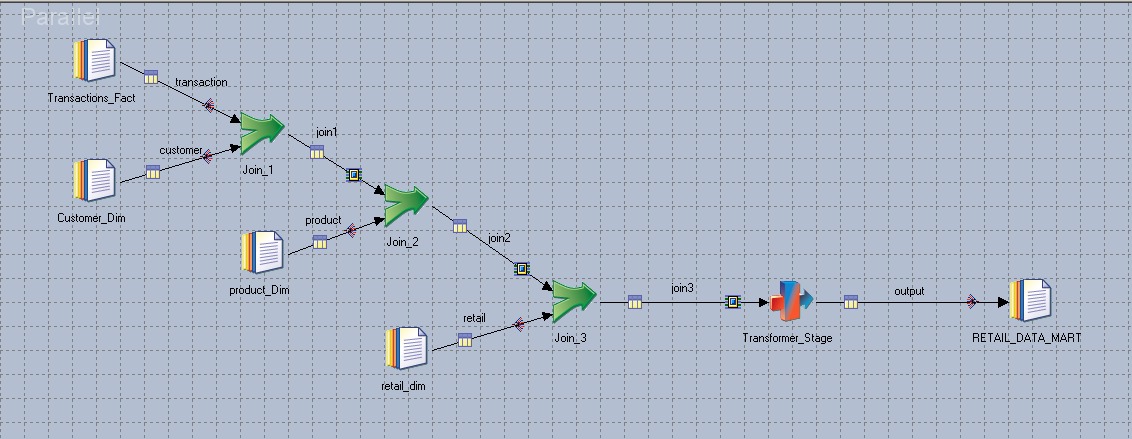 Parallel
Transactions_Fact
transaction
Customer_Dim
customer
Join_1
join1
product_Dim
product
Join_2
join2
retail_dim
retail
Join_3
join3
Transformer_Stage
output
RETAIL_DATA_MART